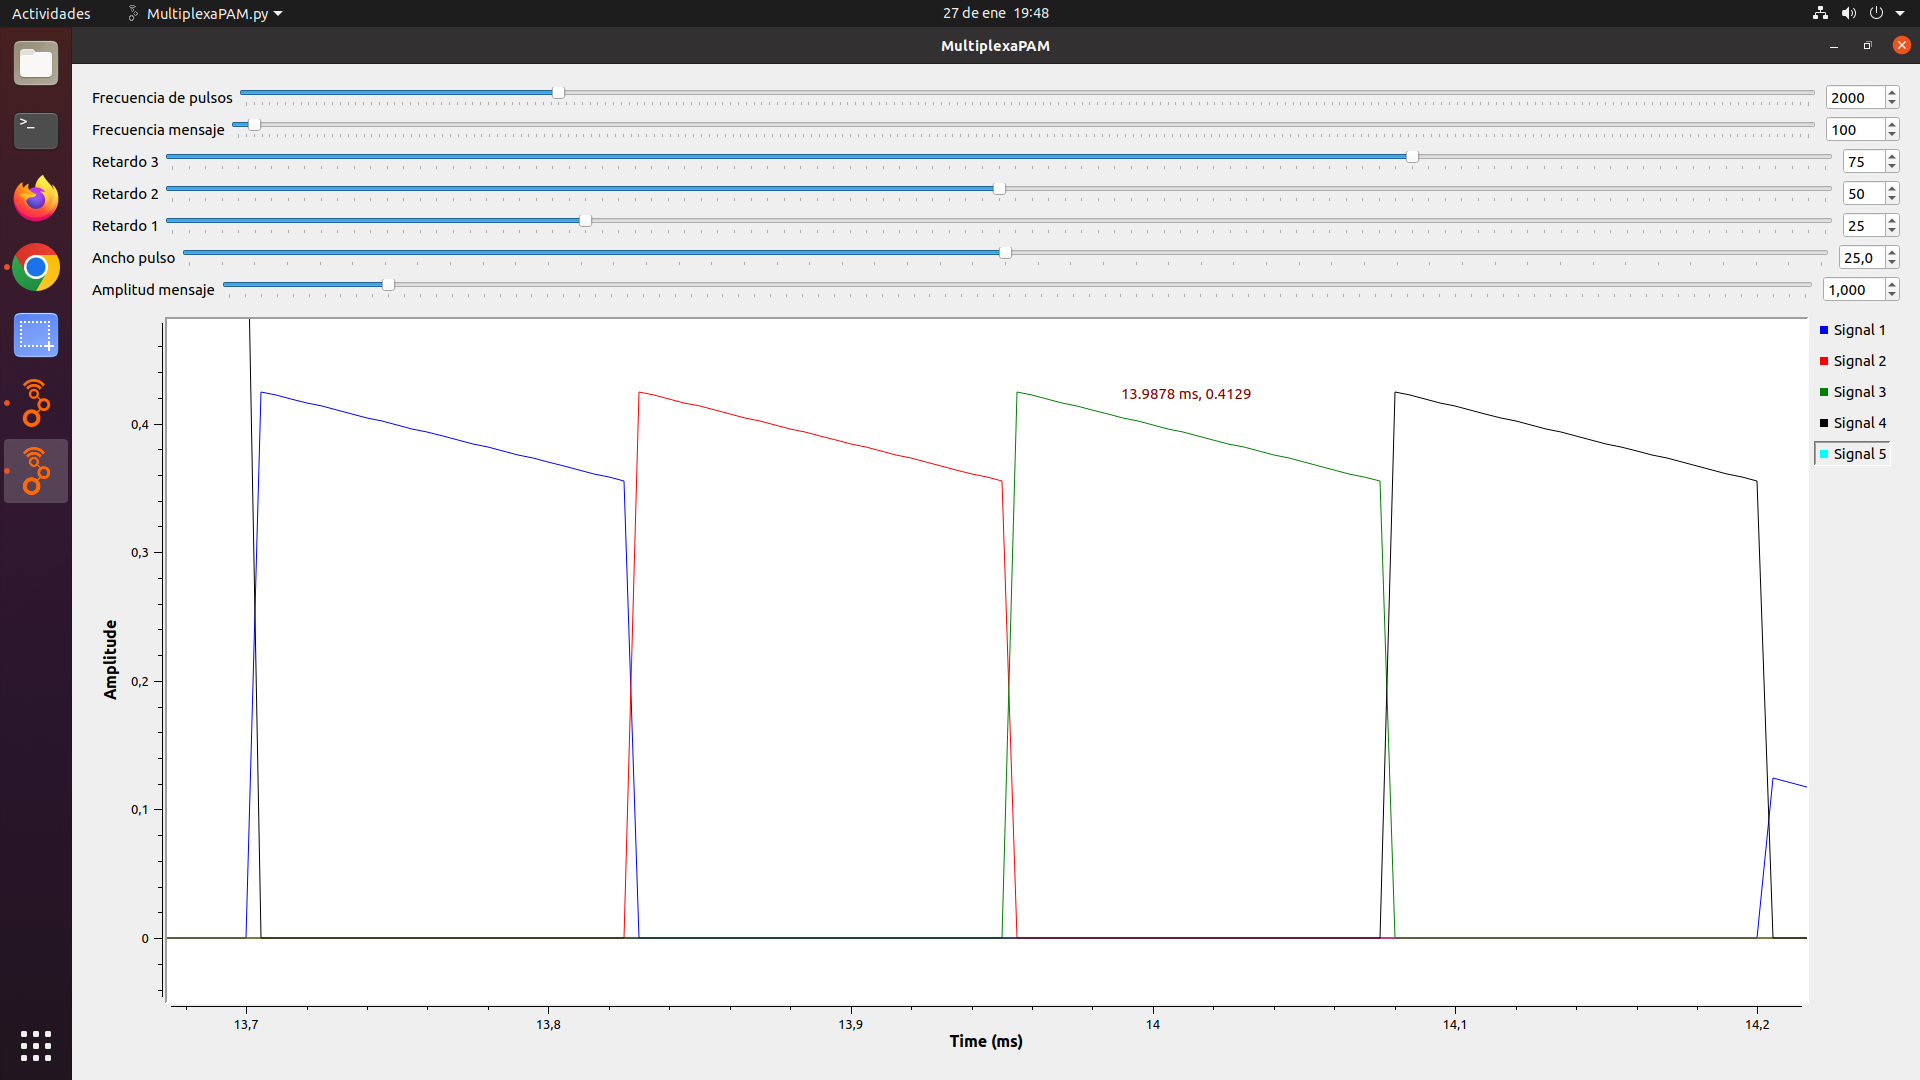 Actividades MultiplexaPAM.py 27 de ene 19:48
MultiplexaPAM
Frecuencia de pulsos 2000
Frecuencia mensaje 100
Retardo 3 75
Retardo 2 50
Retardo 1 25
Ancho pulso 25,0
Amplitud mensaje 1,000
Signal 1
Signal 2
Signal 3
Signal 4
Signal 5
13.9878 ms, 0.4129
Amplitude
0,4
0,3
0,2
0,1
0
13,7 13,8 13,9 14 14,1 14,2
Time (ms)